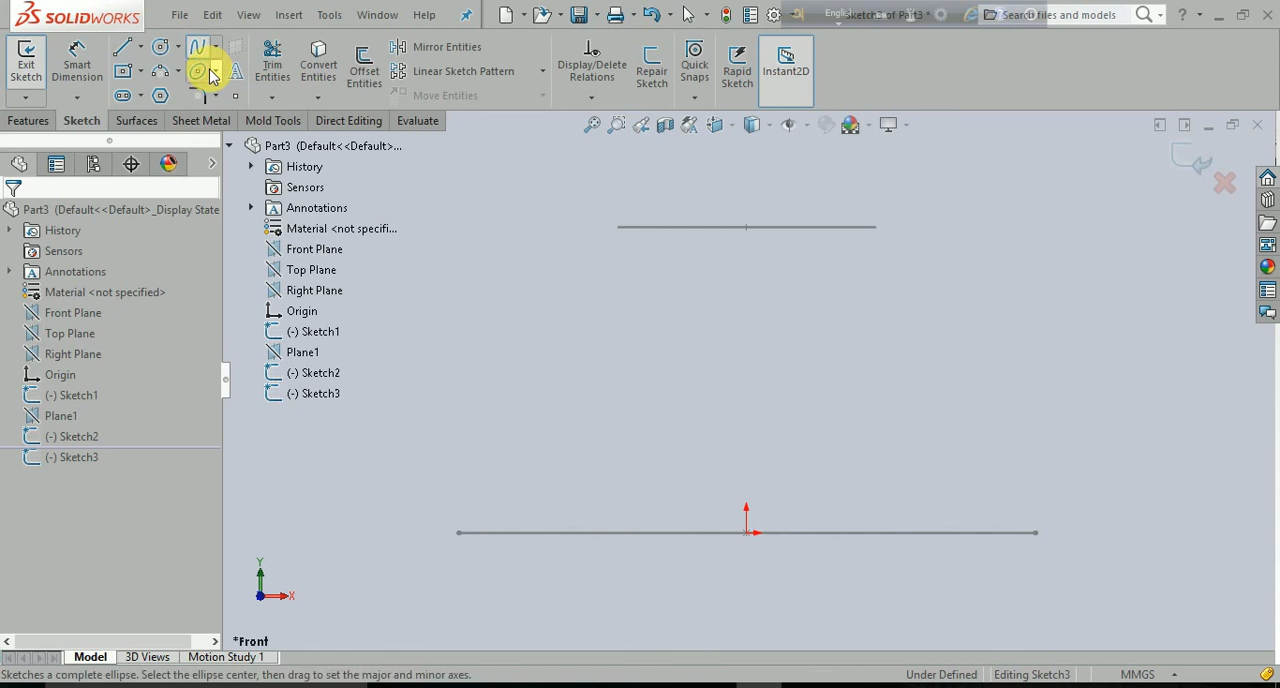 SOLIDWORKS
File Edit View Insert Tools Window Help
Sketch3 of Part3 *
Search files and models
Exit Sketch
Smart Dimension
Trim Entities
Convert Entities
Offset Entities
Mirror Entities
Linear Sketch Pattern
Move Entities
Display/Delete Relations
Repair Sketch
Quick Snaps
Rapid Sketch
Instant2D
Features Sketch Surfaces Sheet Metal Mold Tools Direct Editing Evaluate
Part3 (Default<<Default>_Display State
History
Sensors
Annotations
Material <not specified>
Front Plane
Top Plane
Right Plane
Origin
(-) Sketch1
Plane1
(-) Sketch2
(-) Sketch3
Part3 (Default<<Default>...
History
Sensors
Annotations
Material <not specifi...
Front Plane
Top Plane
Right Plane
Origin
(-) Sketch1
Plane1
(-) Sketch2
(-) Sketch3
Y
X
*Front
Model 3D Views Motion Study 1
Sketches a complete ellipse. Select the ellipse center, then drag to set the major and minor axes.
Under Defined Editing Sketch3 MMGS